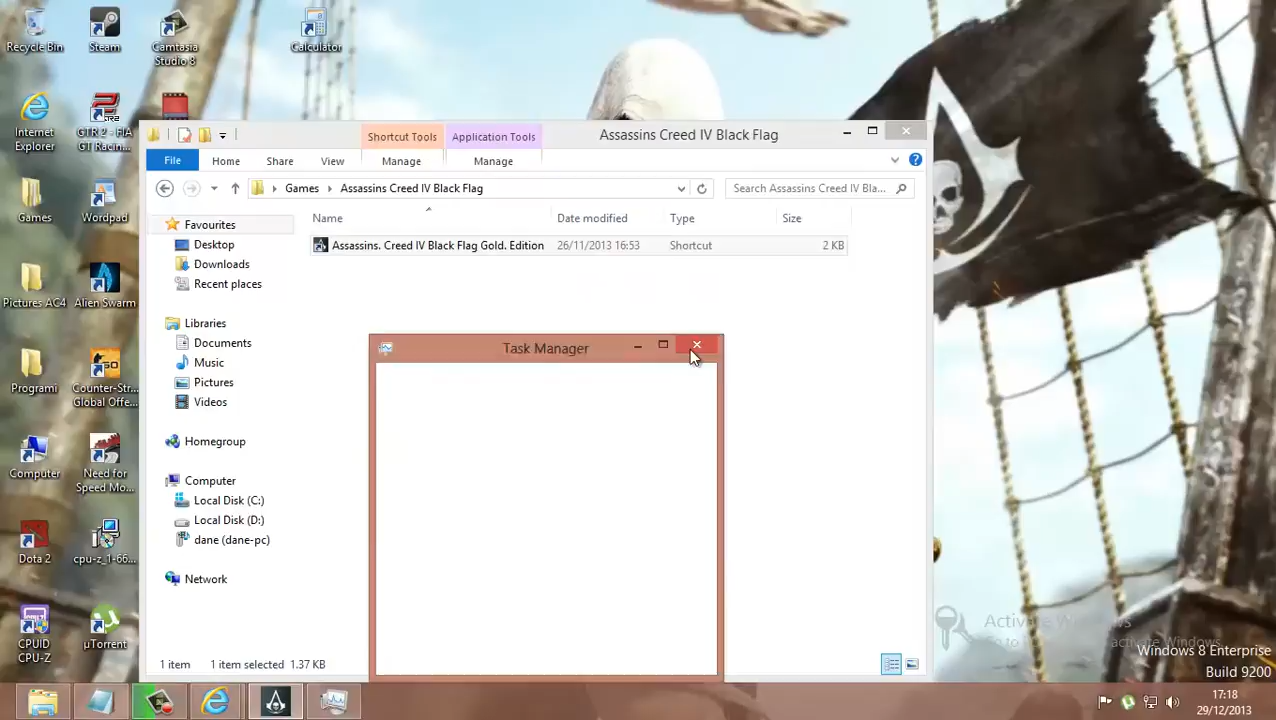 Recycle Bin
Steam
Camtasia
Studio 8
Calculator
Internet
Explorer
GTR 2 - FIA
GT Racin...
Games
Wordpad
Pictures AC4
Alien Swarm
Programi
Counter-Str...
Global Offe...
Computer
Need for
Speed Mo...
Dota 2
cpu-z_1-66...
CPUID
CPU-Z
µTorrent
Shortcut Tools
Application Tools
Assassins Creed IV Black Flag
File
Home
Share
View
Manage
Manage
Games
Assassins Creed IV Black Flag
Search Assassins Creed IV Bla...
Favourites
Desktop
Downloads
Recent places
Libraries
Documents
Music
Pictures
Videos
Homegroup
Computer
Local Disk (C:)
Local Disk (D:)
dane (dane-pc)
Network
Name
Date modified
Type
Size
Assassins. Creed IV Black Flag Gold. Edition
26/11/2013 16:53
Shortcut
2 KB
Task Manager
1 item
1 item selected 1.37 KB
Activate Windows
Windows 8 Enterprise
Build 9200
17:18
29/12/2013